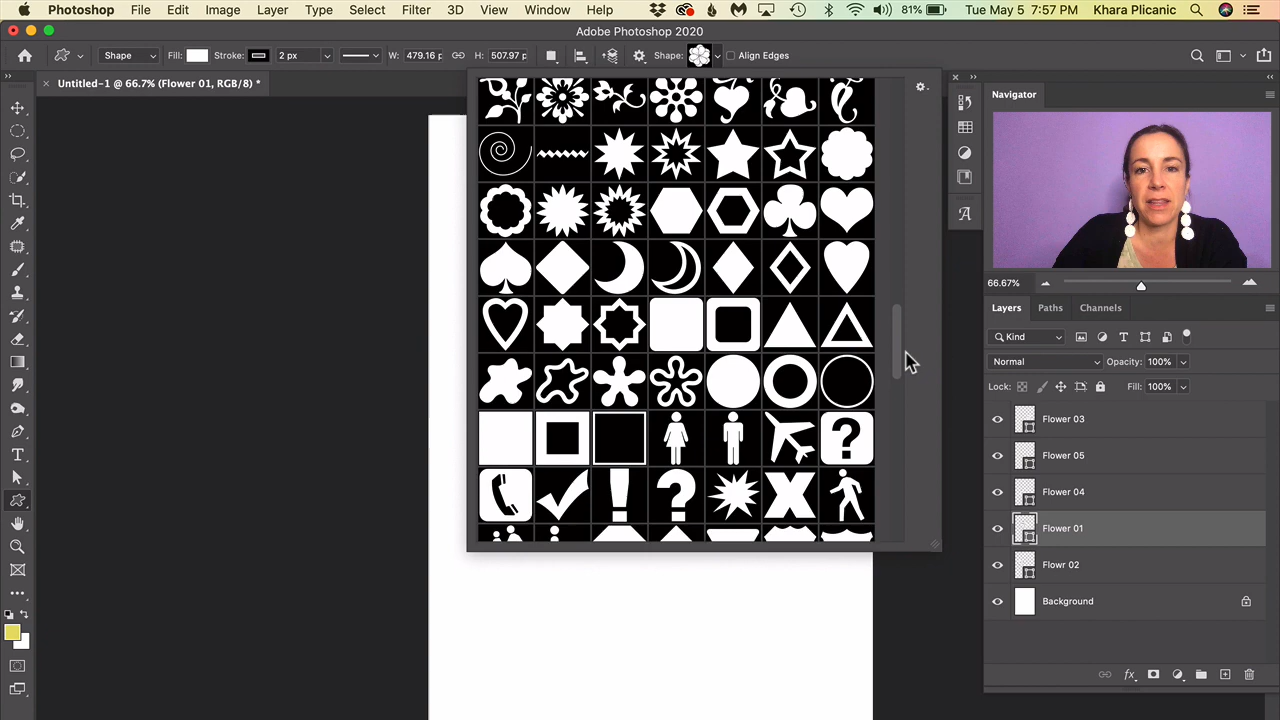 Photoshop File Edit Image Layer Type Select Filter 3D View Window Help 81% Tue May 5 7:57 PM Khara Plicanic
Adobe Photoshop 2020
Shape Fill: Stroke: 2 px W: 479.16 H: 507.97 Shape: Align Edges
Untitled-1 @ 66.7% (Flower 01, RGB/8) *
Navigator
66.67%
Layers Paths Channels
Kind
Normal Opacity: 100%
Lock: Fill: 100%
Flower 03
Flower 05
Flower 04
Flower 01
Flowr 02
Background